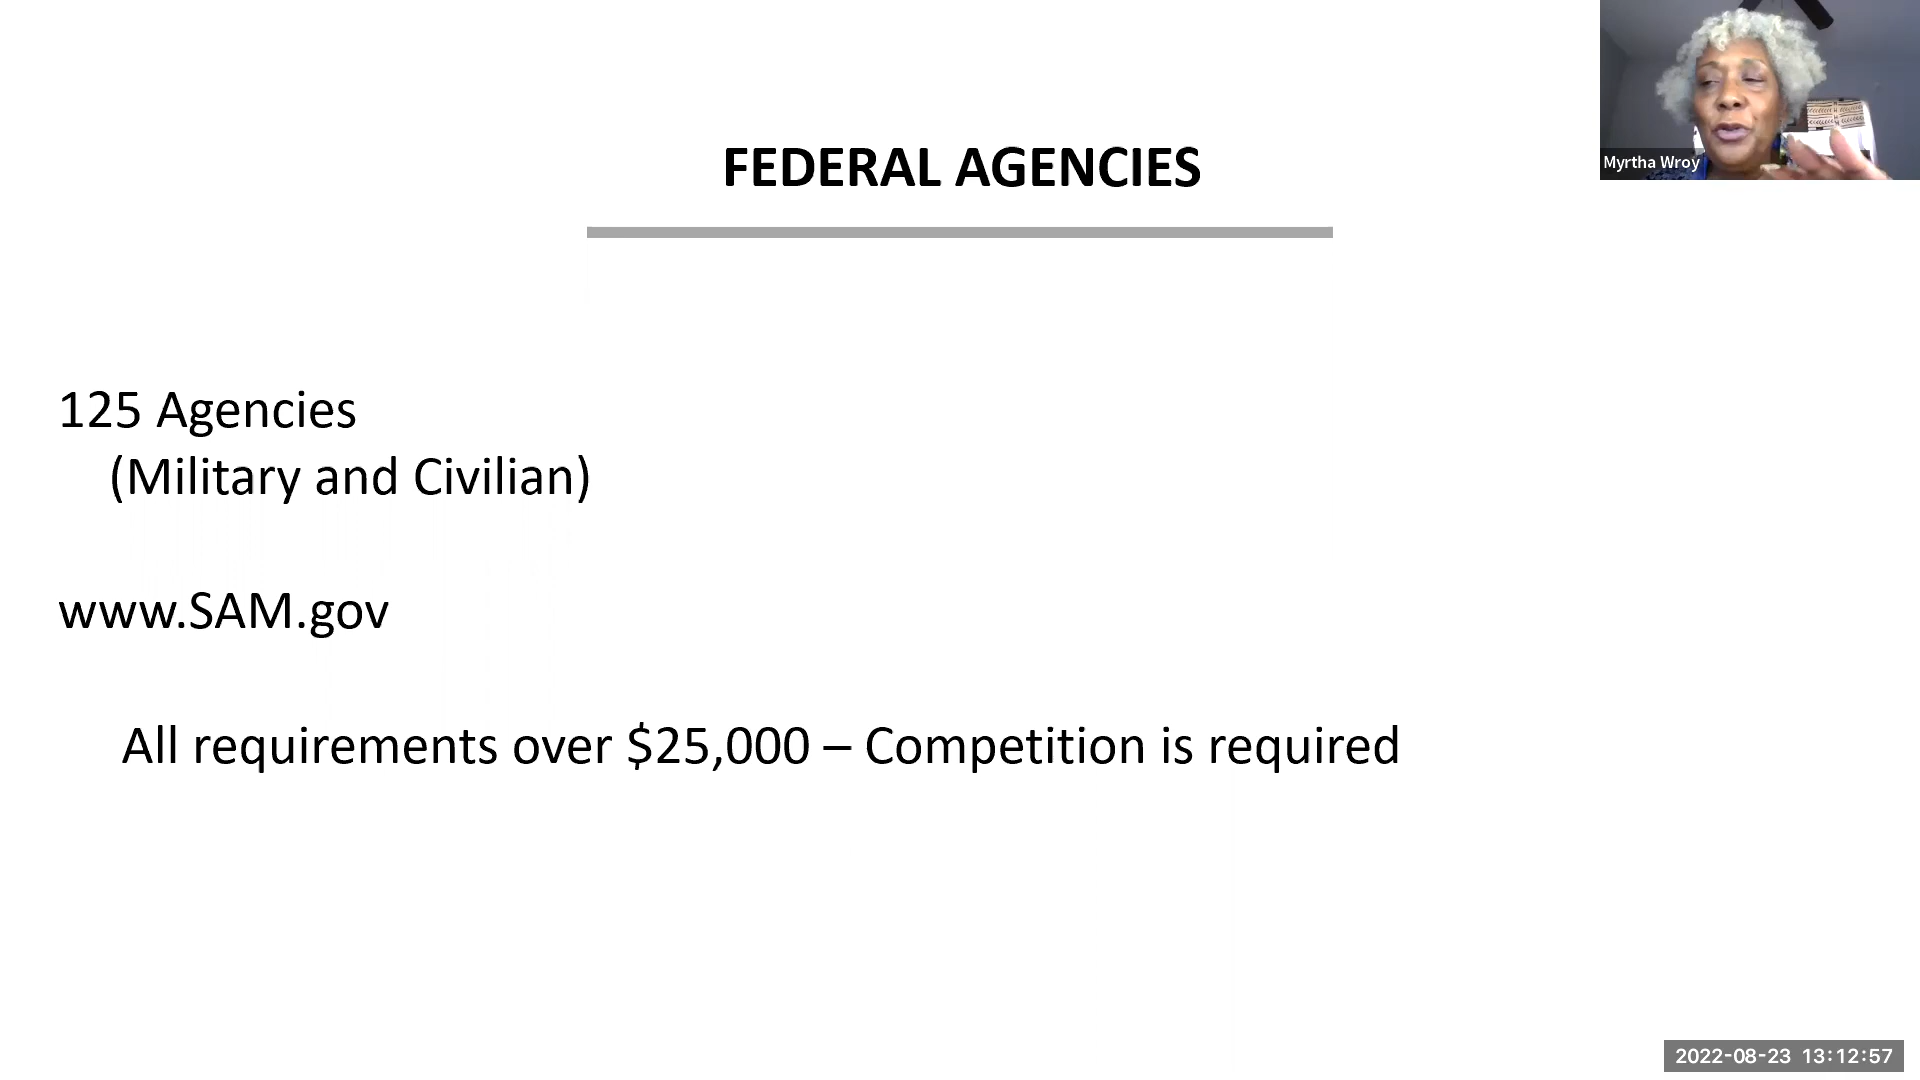 FEDERAL AGENCIES
Myrtha Wroy
125 Agencies
(Military and Civilian)
www.SAM.gov
All requirements over $25,000 – Competition is required
2022-08-23 13:12:57